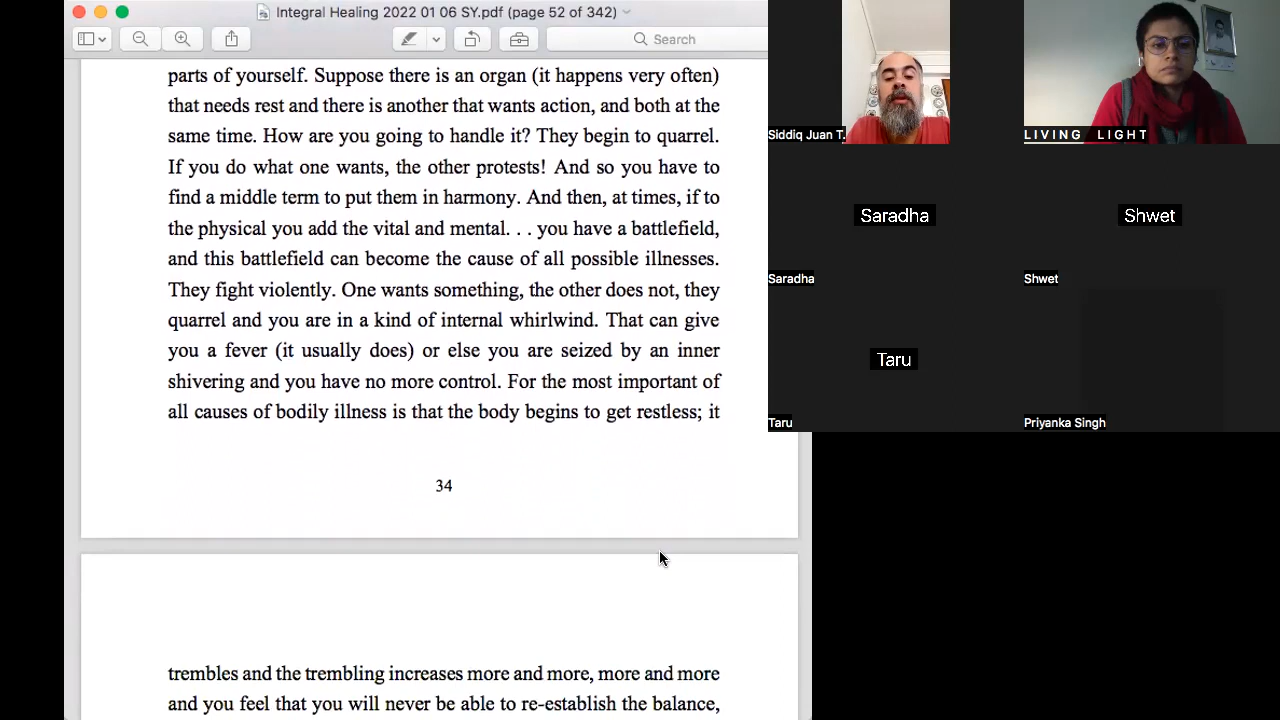 Integral Healing 2022 01 06 SY.pdf (page 52 of 342)
Search
parts of yourself. Suppose there is an organ (it happens very often)
that needs rest and there is another that wants action, and both at the
same time. How are you going to handle it? They begin to quarrel.
If you do what one wants, the other protests! And so you have to
find a middle term to put them in harmony. And then, at times, if to
the physical you add the vital and mental. . . you have a battlefield,
and this battlefield can become the cause of all possible illnesses.
They fight violently. One wants something, the other does not, they
quarrel and you are in a kind of internal whirlwind. That can give
you a fever (it usually does) or else you are seized by an inner
shivering and you have no more control. For the most important of
all causes of bodily illness is that the body begins to get restless; it
34
trembles and the trembling increases more and more, more and more
and you feel that you will never be able to re-establish the balance,
Siddiq Juan T.
LIVING LIGHT
Saradha
Shwet
Saradha
Shwet
Taru
Taru
Priyanka Singh